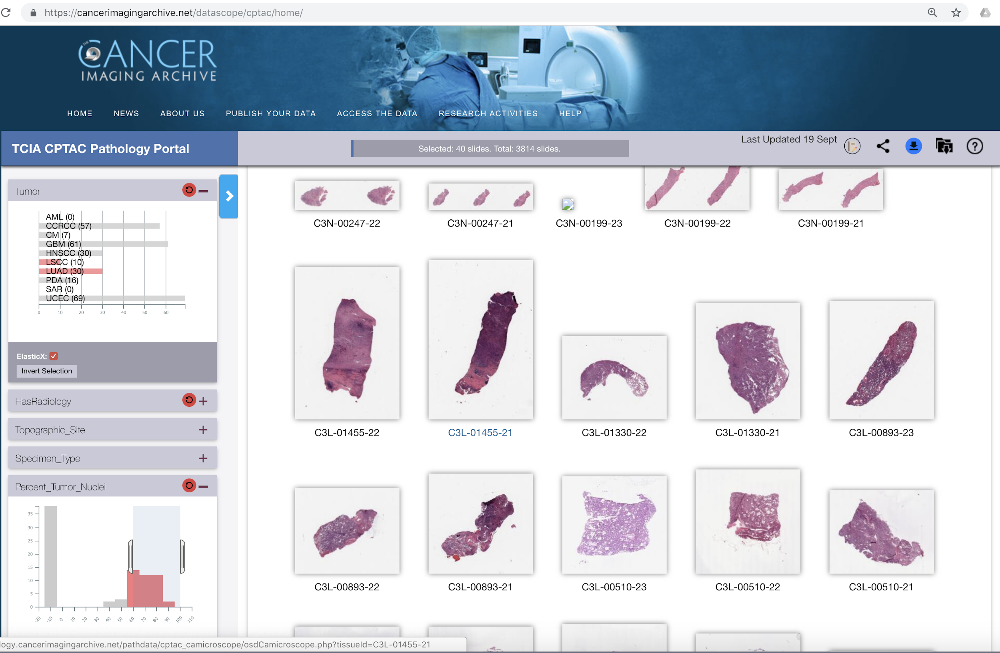 https://cancerimagingarchive.net/datascope/cptac/home/
THE
CANCER
IMAGING ARCHIVE
HOME NEWS ABOUT US PUBLISH YOUR DATA ACCESS THE DATA RESEARCH ACTIVITIES HELP
TCIA CPTAC Pathology Portal
Selected: 40 slides. Total: 3814 slides.
Last Updated 19 Sept
Tumor
AML (0)
CCRCC (57)
CM (7)
GBM (61)
HNSCC (30)
LSCC (10)
LUAD (30)
PDA (16)
SAR (0)
UCEC (69)
0 10 20 30 40 50 60
ElasticX:
Invert Selection
HasRadiology
Topographic_Site
Specimen_Type
Percent_Tumor_Nuclei
35
30
25
20
15
10
5
0
-20 -10 0 10 20 30 40 50 60 70 80 90 100 110
C3N-00247-22 C3N-00247-21 C3N-00199-23 C3N-00199-22 C3N-00199-21
C3L-01455-22 C3L-01455-21 C3L-01330-22 C3L-01330-21 C3L-00893-23
C3L-00893-22 C3L-00893-21 C3L-00510-23 C3L-00510-22 C3L-00510-21
logy.cancerimagingarchive.net/pathdata/cptac_camicroscope/osdCamicroscope.php?tissueId=C3L-01455-21